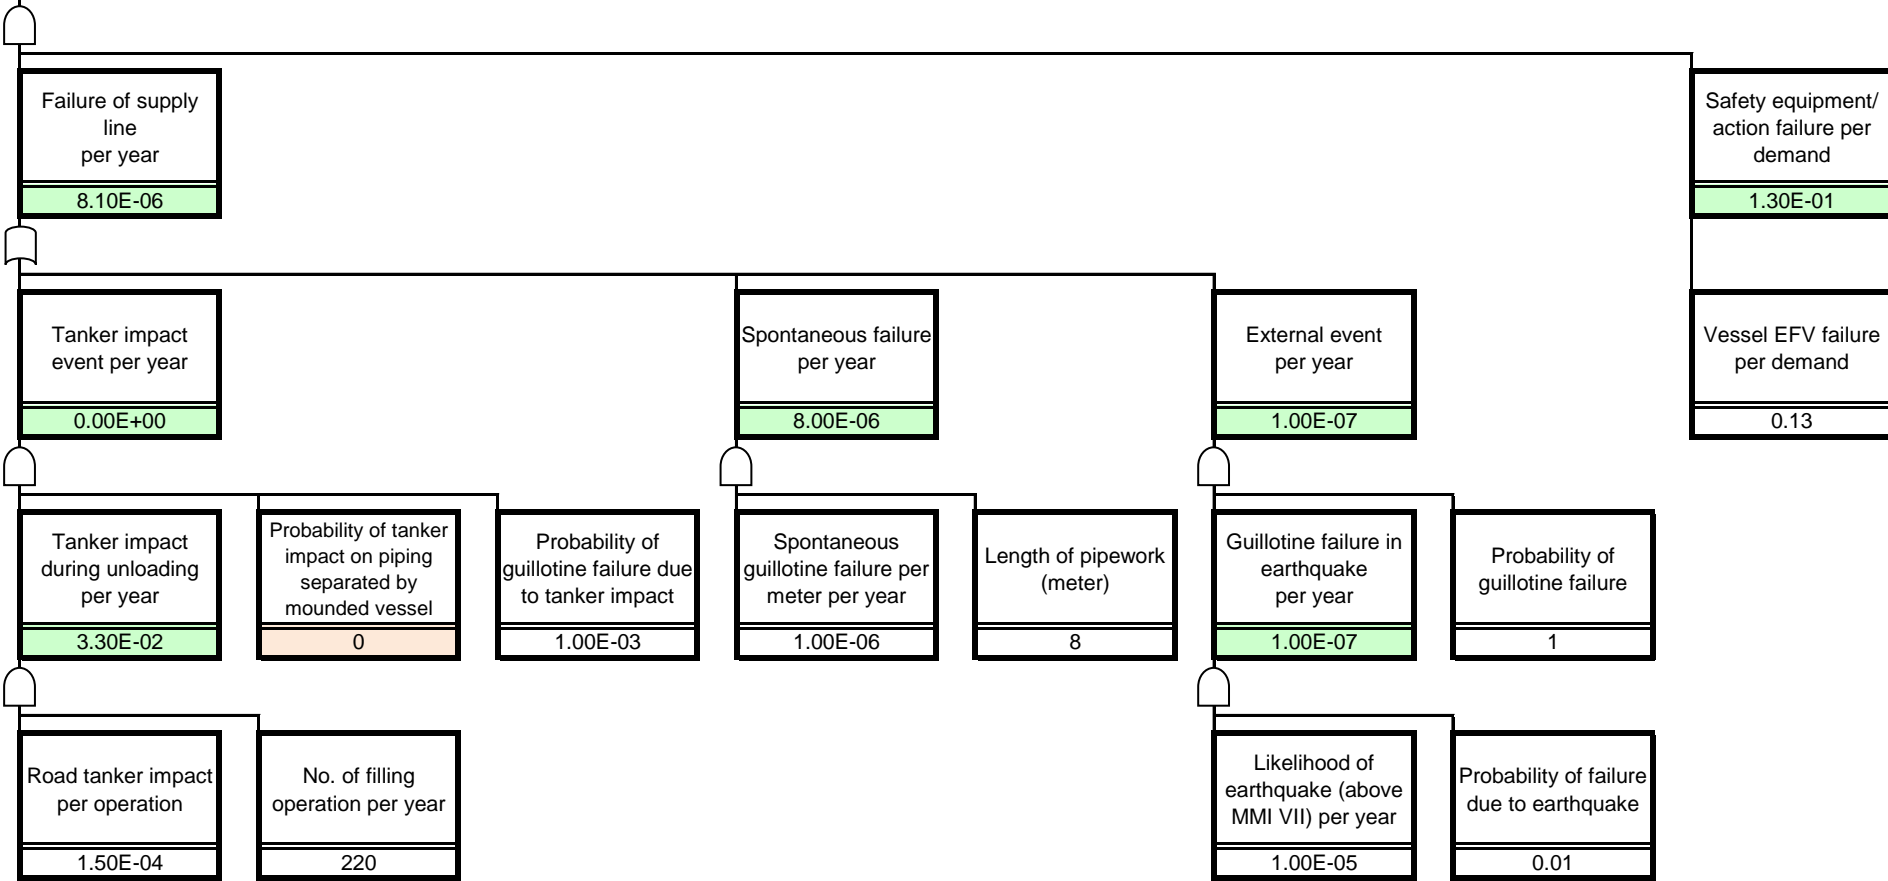 Failure of supply
line
per year
8.10E-06
Safety equipment/
action failure per
demand
1.30E-01
Tanker impact
event per year
0.00E+00
Spontaneous failure
per year
8.00E-06
External event
per year
1.00E-07
Vessel EFV failure
per demand
0.13
Tanker impact
during unloading
per year
3.30E-02
Probability of tanker
impact on piping
separated by
mounded vessel
0
Probability of
guillotine failure due
to tanker impact
1.00E-03
Spontaneous
guillotine failure per
meter per year
1.00E-06
Length of pipework
(meter)
8
Guillotine failure in
earthquake
per year
1.00E-07
Probability of
guillotine failure
1
Road tanker impact
per operation
1.50E-04
No. of filling
operation per year
220
Likelihood of
earthquake (above
MMI VII) per year
1.00E-05
Probability of failure
due to earthquake
0.01